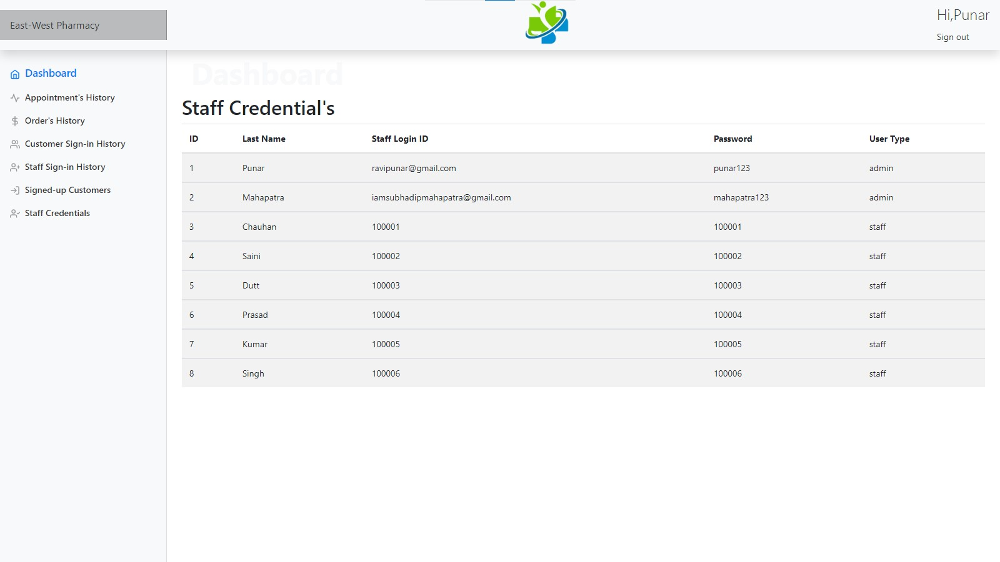 East-West Pharmacy
Hi,Punar
Sign out
Dashboard
Appointment's History
Order's History
Customer Sign-in History
Staff Sign-in History
Signed-up Customers
Staff Credentials
Dashboard
Staff Credential's
ID Last Name Staff Login ID Password User Type
1 Punar ravipunar@gmail.com punar123 admin
2 Mahapatra iamsubhadipmahapatra@gmail.com mahapatra123 admin
3 Chauhan 100001 100001 staff
4 Saini 100002 100002 staff
5 Dutt 100003 100003 staff
6 Prasad 100004 100004 staff
7 Kumar 100005 100005 staff
8 Singh 100006 100006 staff